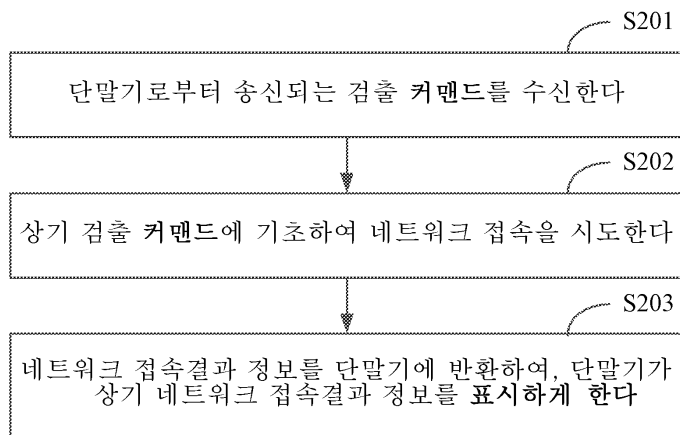 S201
단말기로부터 송신되는 검출 커맨드를 수신한다
S202
상기 검출 커맨드에 기초하여 네트워크 접속을 시도한다
S203
네트워크 접속결과 정보를 단말기에 반환하여, 단말기가
상기 네트워크 접속결과 정보를 표시하게 한다